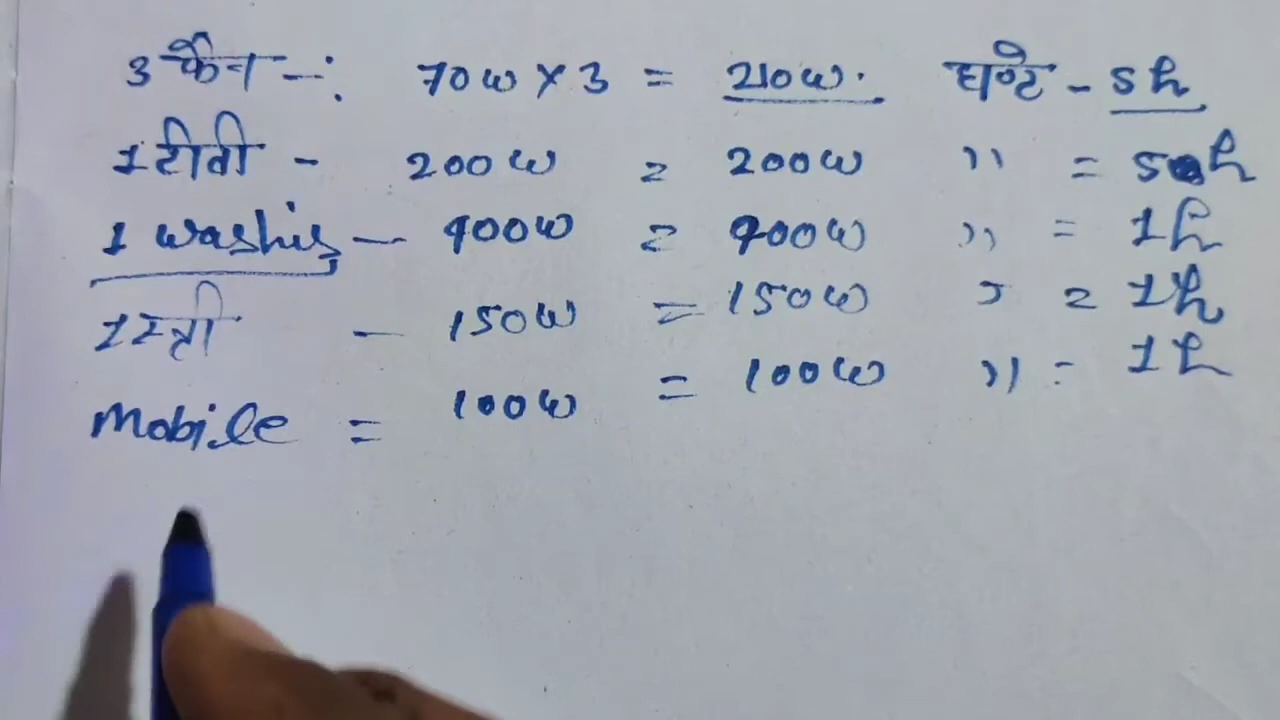 3 फैन -: 70w × 3 = 210w. घण्टे - 5h
1 टीवी - 200w = 200w " = 5h
1 washis - 400w = 400w " = 1h
1 स्त्री - 150w = 150w " = 1h
Mobile = 100w = 100w " = 1h